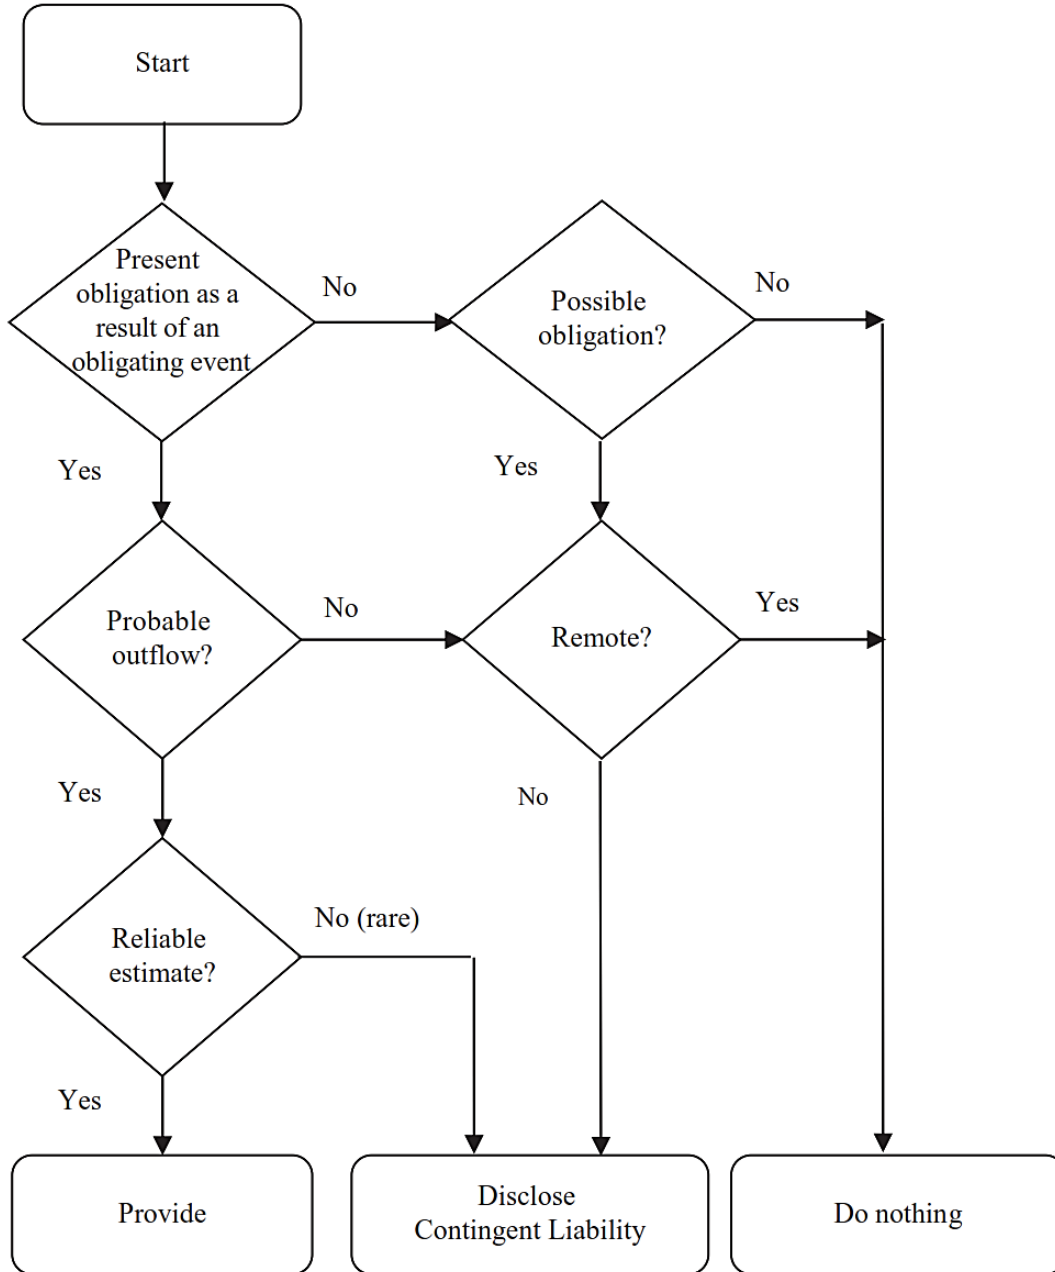 Start
Present
obligation as a
result of an
obligating event
No
Possible
obligation?
No
Yes
Yes
Probable
outflow?
No
Remote?
Yes
Yes
No
Reliable
estimate?
No (rare)
Yes
Provide
Disclose
Contingent Liability
Do nothing